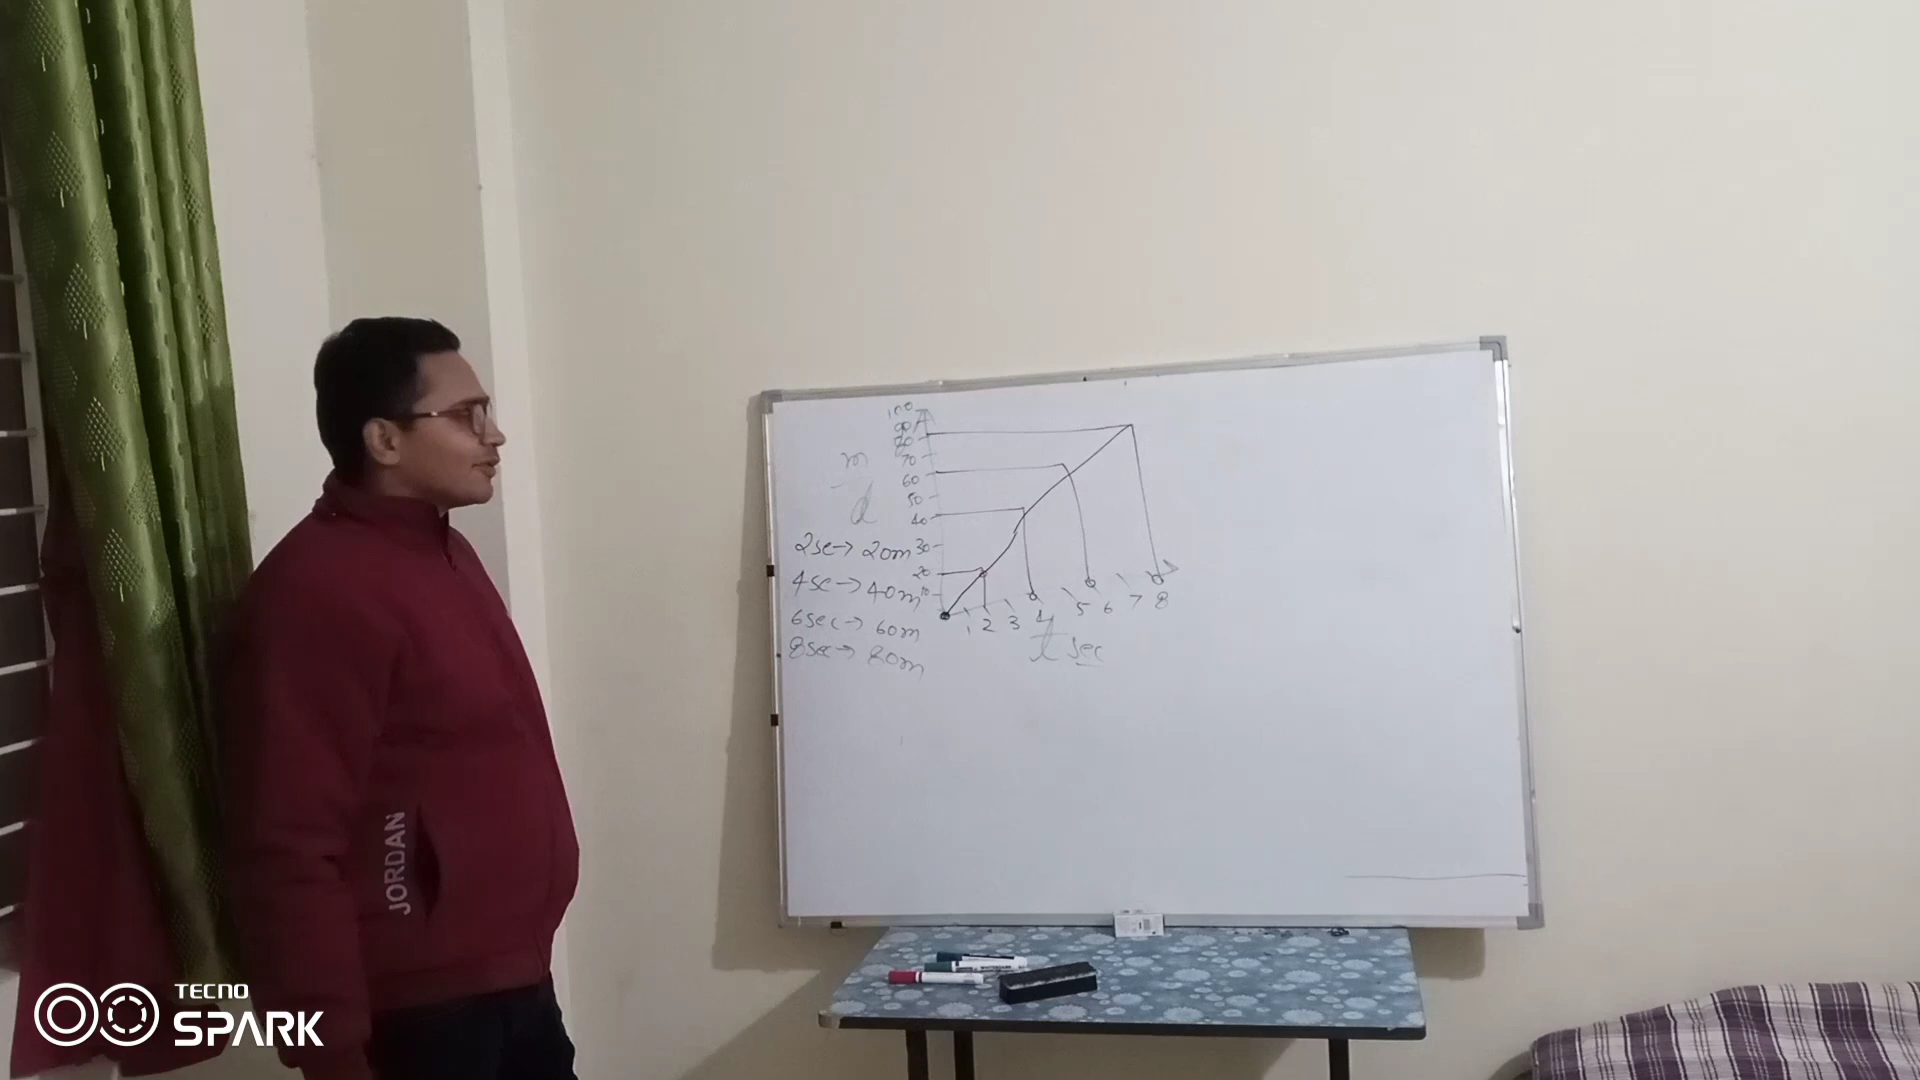 100
90
80
70
60
50
40
30
20
10
m
d
2sec → 20m
4sec → 40m
6sec → 60m
8sec → 80m
1 2 3 4 5 6 7 8
t sec
JORDAN
TECNO
SPARK